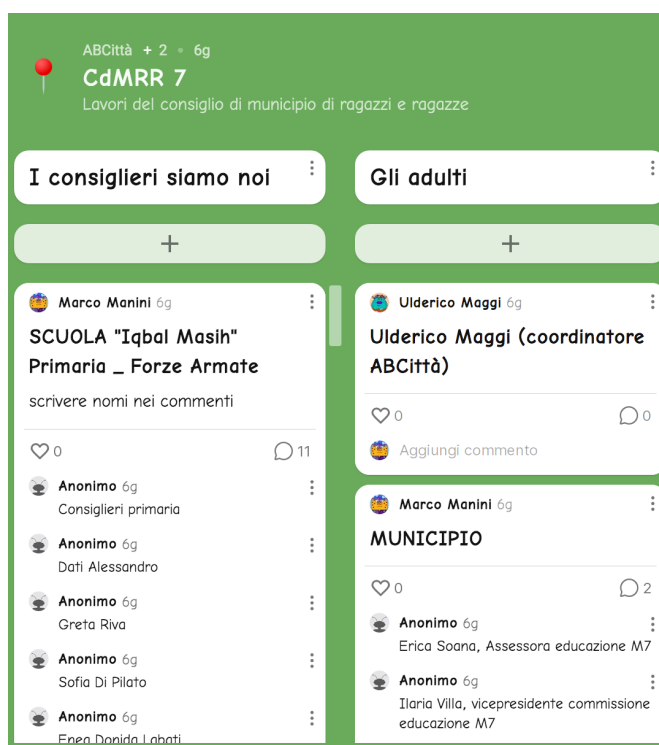 ABCittà + 2 • 6g
CdMRR 7
Lavori del consiglio di municipio di ragazzi e ragazze
I consiglieri siamo noi
+
Marco Manini 6g
SCUOLA "Iqbal Masih"
Primaria _ Forze Armate
scrivere nomi nei commenti
0
11
Anonimo 6g
Consiglieri primaria
Anonimo 6g
Dati Alessandro
Anonimo 6g
Greta Riva
Anonimo 6g
Sofia Di Pilato
Anonimo 6g
Enea Donida Labati
Gli adulti
+
Ulderico Maggi 6g
Ulderico Maggi (coordinatore
ABCittà)
0
0
Aggiungi commento
Marco Manini 6g
MUNICIPIO
0
2
Anonimo 6g
Erica Soana, Assessora educazione M7
Anonimo 6g
Ilaria Villa, vicepresidente commissione
educazione M7